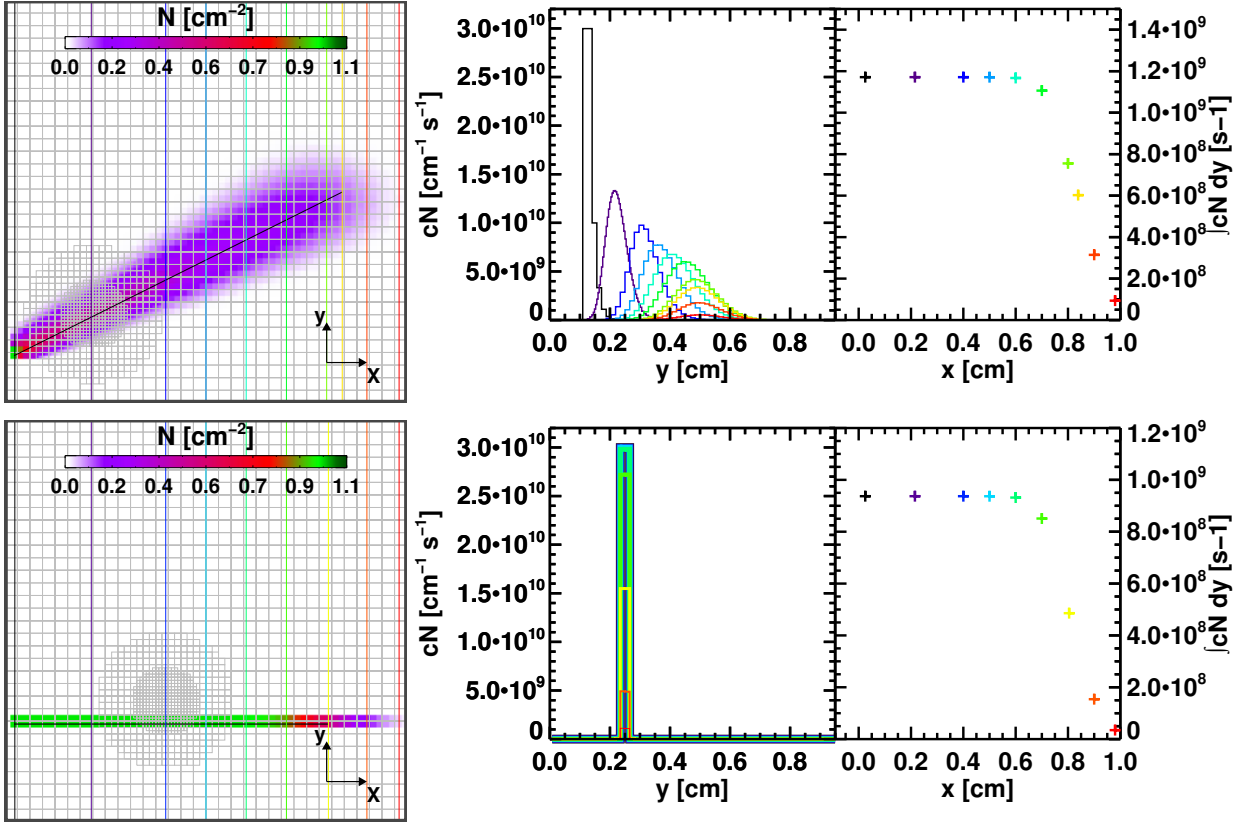 N [cm⁻²]
0.0 0.2 0.4 0.6 0.7 0.9 1.1
y
X
cN [cm⁻¹ s⁻¹]
3.0•10¹⁰
2.5•10¹⁰
2.0•10¹⁰
1.5•10¹⁰
1.0•10¹⁰
5.0•10⁹
0
0.0 0.2 0.4 0.6 0.8
y [cm]
1.4•10⁹
1.2•10⁹
1.0•10⁹
8.0•10⁸
6.0•10⁸
4.0•10⁸
2.0•10⁸
0
∫cN dy [s−1]
0.0 0.2 0.4 0.6 0.8 1.0
x [cm]
N [cm⁻²]
0.0 0.2 0.4 0.6 0.7 0.9 1.1
y
X
cN [cm⁻¹ s⁻¹]
3.0•10¹⁰
2.5•10¹⁰
2.0•10¹⁰
1.5•10¹⁰
1.0•10¹⁰
5.0•10⁹
0
0.0 0.2 0.4 0.6 0.8
y [cm]
1.2•10⁹
1.0•10⁹
8.0•10⁸
6.0•10⁸
4.0•10⁸
2.0•10⁸
0
∫cN dy [s−1]
0.0 0.2 0.4 0.6 0.8 1.0
x [cm]